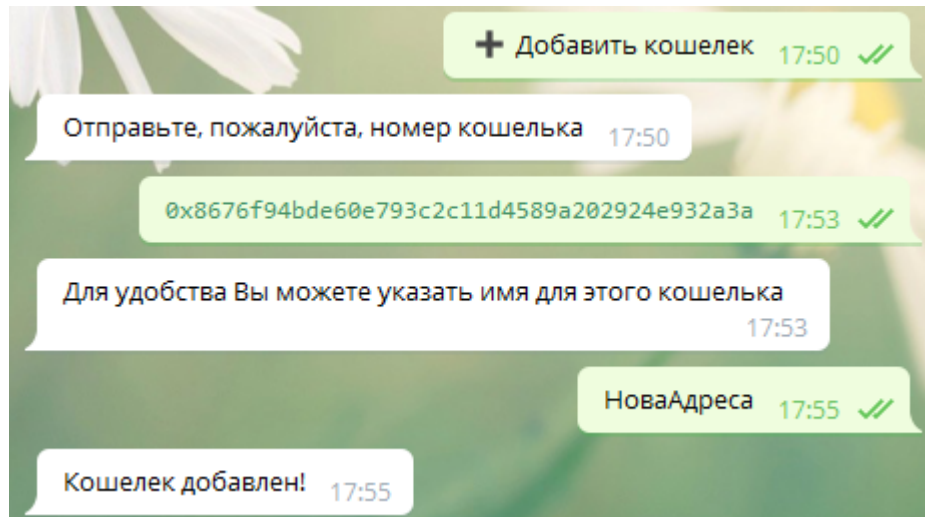 ➕ Добавить кошелек 17:50
Отправьте, пожалуйста, номер кошелька 17:50
0x8676f94bde60e793c2c11d4589a202924e932a3a 17:53
Для удобства Вы можете указать имя для этого кошелька
17:53
НоваАдреса 17:55
Кошелек добавлен! 17:55